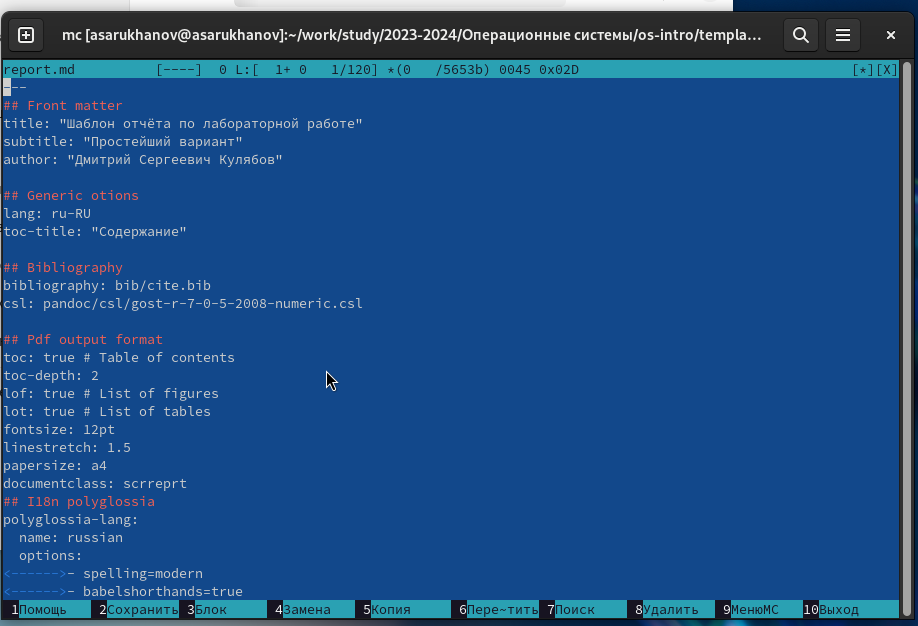 mc [asarukhanov@asarukhanov]:~/work/study/2023-2024/Операционные системы/os-intro/templa…
report.md [----] 0 L:[ 1+ 0 1/120] *(0 /5653b) 0045 0x02D [*][X]
---
## Front matter
title: "Шаблон отчёта по лабораторной работе"
subtitle: "Простейший вариант"
author: "Дмитрий Сергеевич Кулябов"
## Generic otions
lang: ru-RU
toc-title: "Содержание"
## Bibliography
bibliography: bib/cite.bib
csl: pandoc/csl/gost-r-7-0-5-2008-numeric.csl
## Pdf output format
toc: true # Table of contents
toc-depth: 2
lof: true # List of figures
lot: true # List of tables
fontsize: 12pt
linestretch: 1.5
papersize: a4
documentclass: scrreprt
## I18n polyglossia
polyglossia-lang:
  name: russian
  options:
<------>- spelling=modern
<------>- babelshorthands=true
1Помощь 2Сохранить 3Блок 4Замена 5Копия 6Пере~тить 7Поиск 8Удалить 9МенюMC 10Выход